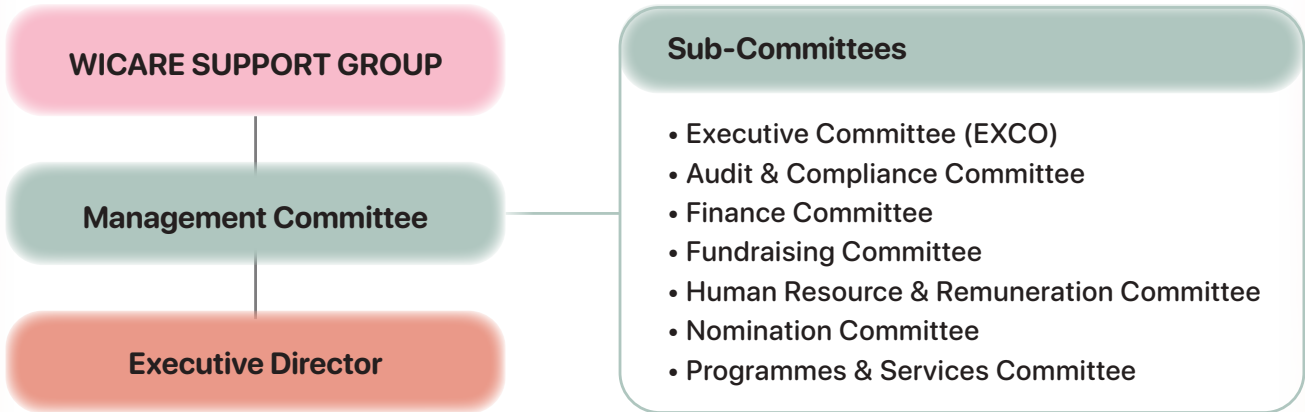 WICARE SUPPORT GROUP
Management Committee
Executive Director
Sub-Committees
• Executive Committee (EXCO)
• Audit & Compliance Committee
• Finance Committee
• Fundraising Committee
• Human Resource & Remuneration Committee
• Nomination Committee
• Programmes & Services Committee